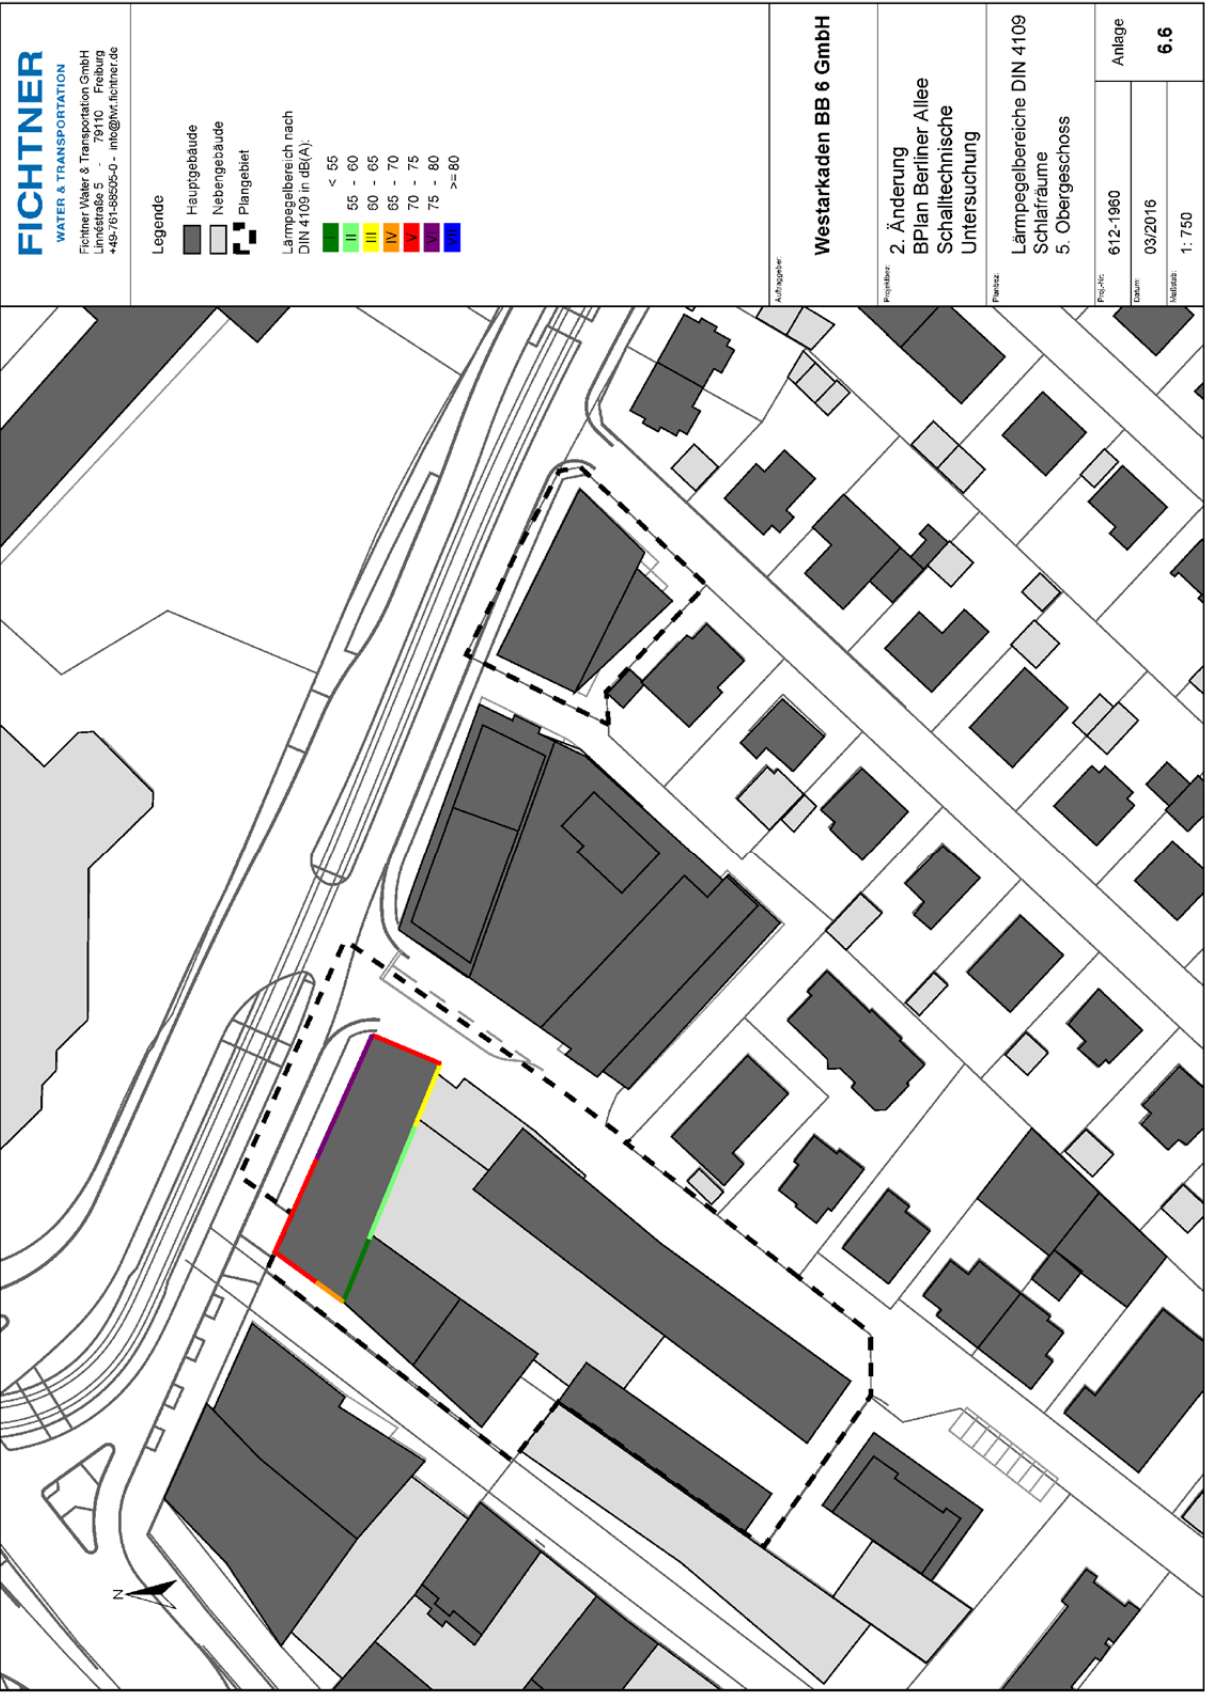 FICHTNER
WATER & TRANSPORTATION
Fichtner Water & Transportation GmbH
Linnéstraße 5 - 79110 Freiburg
+49-761-88505-0 - info@fwt.fichtner.de
Legende
Hauptgebäude
Nebengebäude
Plangebiet
Lärmpegelbereich nach
DIN 4109 in dB(A):
I < 55
II 55 - 60
III 60 - 65
IV 65 - 70
V 70 - 75
VI 75 - 80
VII >= 80
Auftraggeber:
Westarkaden BB 6 GmbH
Projektbez:
2. Änderung
BPlan Berliner Allee
Schalltechnische
Untersuchung
Planbez:
Lärmpegelbereiche DIN 4109
Schlafräume
5. Obergeschoss
Proj.-Nr.: 612-1960
Datum: 03/2016
Maßstab: 1: 750
Anlage
6.6
N